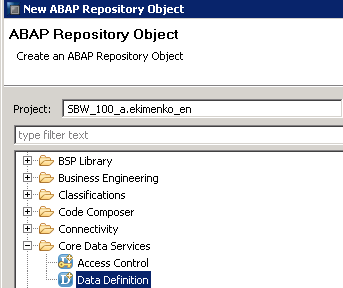 New ABAP Repository Object
ABAP Repository Object
Create an ABAP Repository Object
Project: SBW_100_a.ekimenko_en
type filter text
BSP Library
Business Engineering
Classifications
Code Composer
Connectivity
Core Data Services
Access Control
Data Definition